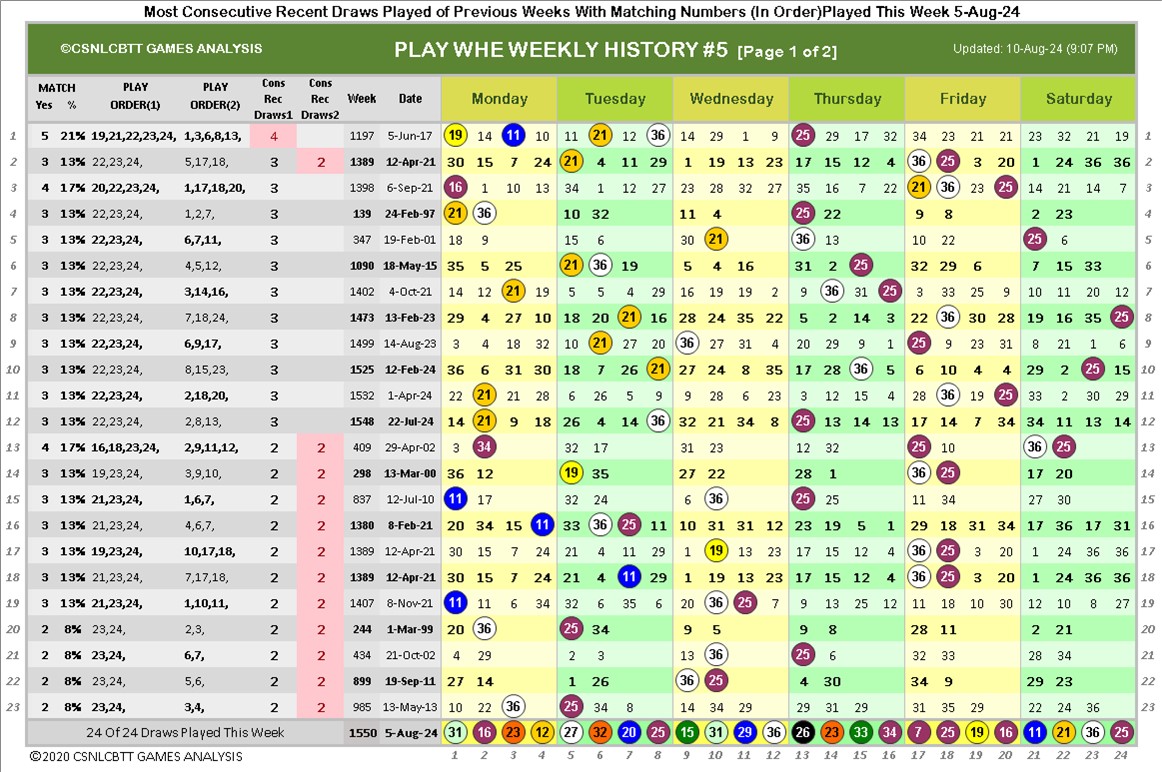 Most Consecutive Recent Draws Played of Previous Weeks With Matching Numbers (In Order)Played This Week 5-Aug-24
©CSNLCBTT GAMES ANALYSIS PLAY WHE WEEKLY HISTORY #5 [Page 1 of 2] Updated: 10-Aug-24 (9:07 PM)
MATCH PLAY PLAY Cons Cons
Yes % ORDER(1) ORDER(2) Rec Rec Week Date Monday Tuesday Wednesday Thursday Friday Saturday
Draws1 Draws2
1 5 21% 19,21,22,23,24, 1,3,6,8,13, 4 1197 5-Jun-17 19 14 11 10 11 21 12 36 14 29 1 9 25 29 17 32 34 23 21 21 23 32 21 19 1
2 3 13% 22,23,24, 5,17,18, 3 2 1389 12-Apr-21 30 15 7 24 21 4 11 29 1 19 13 23 17 15 12 4 36 25 3 20 1 24 36 36 2
3 4 17% 20,22,23,24, 1,17,18,20, 3 1398 6-Sep-21 16 1 10 13 34 1 12 27 23 28 32 27 35 16 7 22 21 36 23 20 14 21 14 7 3
4 3 13% 22,23,24, 1,2,7, 3 139 24-Feb-97 21 36 10 32 11 4 25 22 9 8 2 23 4
5 3 13% 22,23,24, 6,7,11, 3 347 19-Feb-01 18 9 15 6 30 21 36 13 10 22 25 6 5
6 3 13% 22,23,24, 4,5,12, 3 1090 18-May-15 35 5 25 21 36 19 5 4 16 31 2 25 32 29 6 7 15 33 6
7 3 13% 22,23,24, 3,14,16, 3 1402 4-Oct-21 14 12 21 19 5 5 4 29 16 19 19 2 9 36 31 25 3 33 25 9 10 11 20 12 7
8 3 13% 22,23,24, 7,18,24, 3 1473 13-Feb-23 29 4 27 10 18 20 21 16 28 24 35 22 5 2 14 3 22 36 30 28 19 16 35 25 8
9 3 13% 22,23,24, 6,9,17, 3 1499 14-Aug-23 3 4 18 32 10 21 27 20 36 27 31 4 20 29 9 1 25 9 23 31 8 21 1 6 9
10 3 13% 22,23,24, 8,15,23, 3 1525 12-Feb-24 36 6 31 30 18 7 26 21 27 24 8 35 17 28 36 5 6 10 4 4 29 2 25 15 10
11 3 13% 22,23,24, 2,18,20, 3 1532 1-Apr-24 22 21 21 28 6 26 5 9 9 28 6 23 3 12 15 4 28 36 19 25 33 2 30 29 11
12 3 13% 22,23,24, 2,8,13, 3 1548 22-Jul-24 14 21 9 18 26 4 14 36 32 21 34 8 25 13 14 13 17 14 7 34 34 11 13 14 12
13 4 17% 16,18,23,24, 2,9,11,12, 2 2 409 29-Apr-02 3 34 32 17 31 23 12 32 25 10 36 25 13
14 3 13% 19,23,24, 3,9,10, 2 2 298 13-Mar-00 36 12 19 35 27 22 28 1 36 25 17 20 14
15 3 13% 21,23,24, 1,6,7, 2 2 837 12-Jul-10 11 17 32 24 6 36 25 25 11 34 27 30 15
16 3 13% 21,23,24, 4,6,7, 2 2 1380 8-Feb-21 20 34 15 11 33 36 25 11 10 31 31 12 23 19 5 1 29 18 31 34 17 36 17 31 16
17 3 13% 19,23,24, 10,17,18, 2 2 1389 12-Apr-21 30 15 7 24 21 4 11 29 1 19 13 23 17 15 12 4 36 25 3 20 1 24 36 36 17
18 3 13% 21,23,24, 7,17,18, 2 2 1389 12-Apr-21 30 15 7 24 21 4 11 29 1 19 13 23 17 15 12 4 36 25 3 20 1 24 36 36 18
19 3 13% 21,23,24, 1,10,11, 2 2 1407 8-Nov-21 11 11 6 34 32 6 35 6 20 36 25 7 9 13 25 12 11 18 10 30 12 10 8 27 19
20 2 8% 23,24, 2,3, 2 2 244 1-Mar-99 20 36 25 34 9 5 9 8 28 11 2 21 20
21 2 8% 23,24, 6,7, 2 2 434 21-Oct-02 4 29 2 3 13 36 25 6 32 33 28 34 21
22 2 8% 23,24, 5,6, 2 2 899 19-Sep-11 27 14 1 26 36 25 4 30 34 9 29 23 22
23 2 8% 23,24, 3,4, 2 2 985 13-May-13 10 22 36 25 34 8 14 34 29 29 31 29 31 35 29 22 24 36 23
24 Of 24 Draws Played This Week 1550 5-Aug-24 31 16 23 12 27 32 20 25 15 31 29 36 26 23 33 34 7 25 19 16 11 21 36 25
©2020 CSNLCBTT GAMES ANALYSIS 1 2 3 4 5 6 7 8 9 10 11 12 13 14 15 16 17 18 19 20 21 22 23 24